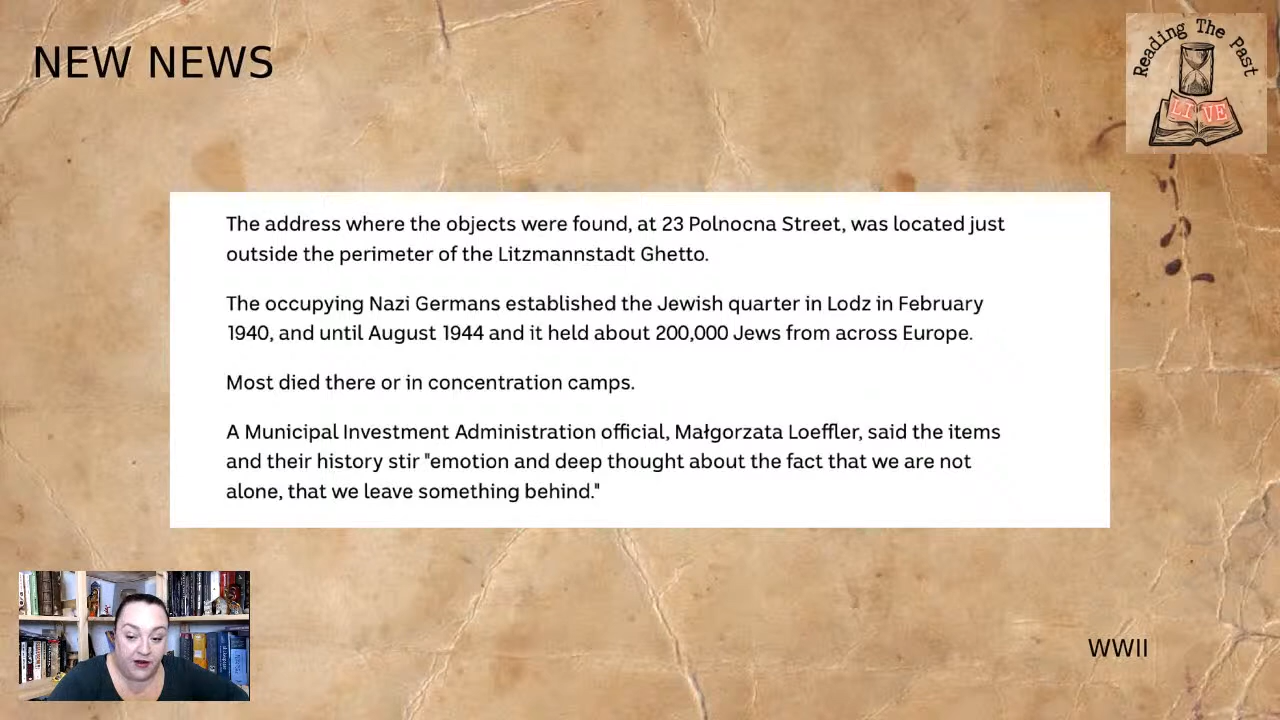 NEW NEWS
Reading The Past
LIVE
The address where the objects were found, at 23 Polnocna Street, was located just
outside the perimeter of the Litzmannstadt Ghetto.
The occupying Nazi Germans established the Jewish quarter in Lodz in February
1940, and until August 1944 and it held about 200,000 Jews from across Europe.
Most died there or in concentration camps.
A Municipal Investment Administration official, Małgorzata Loeffler, said the items
and their history stir "emotion and deep thought about the fact that we are not
alone, that we leave something behind."
WWII